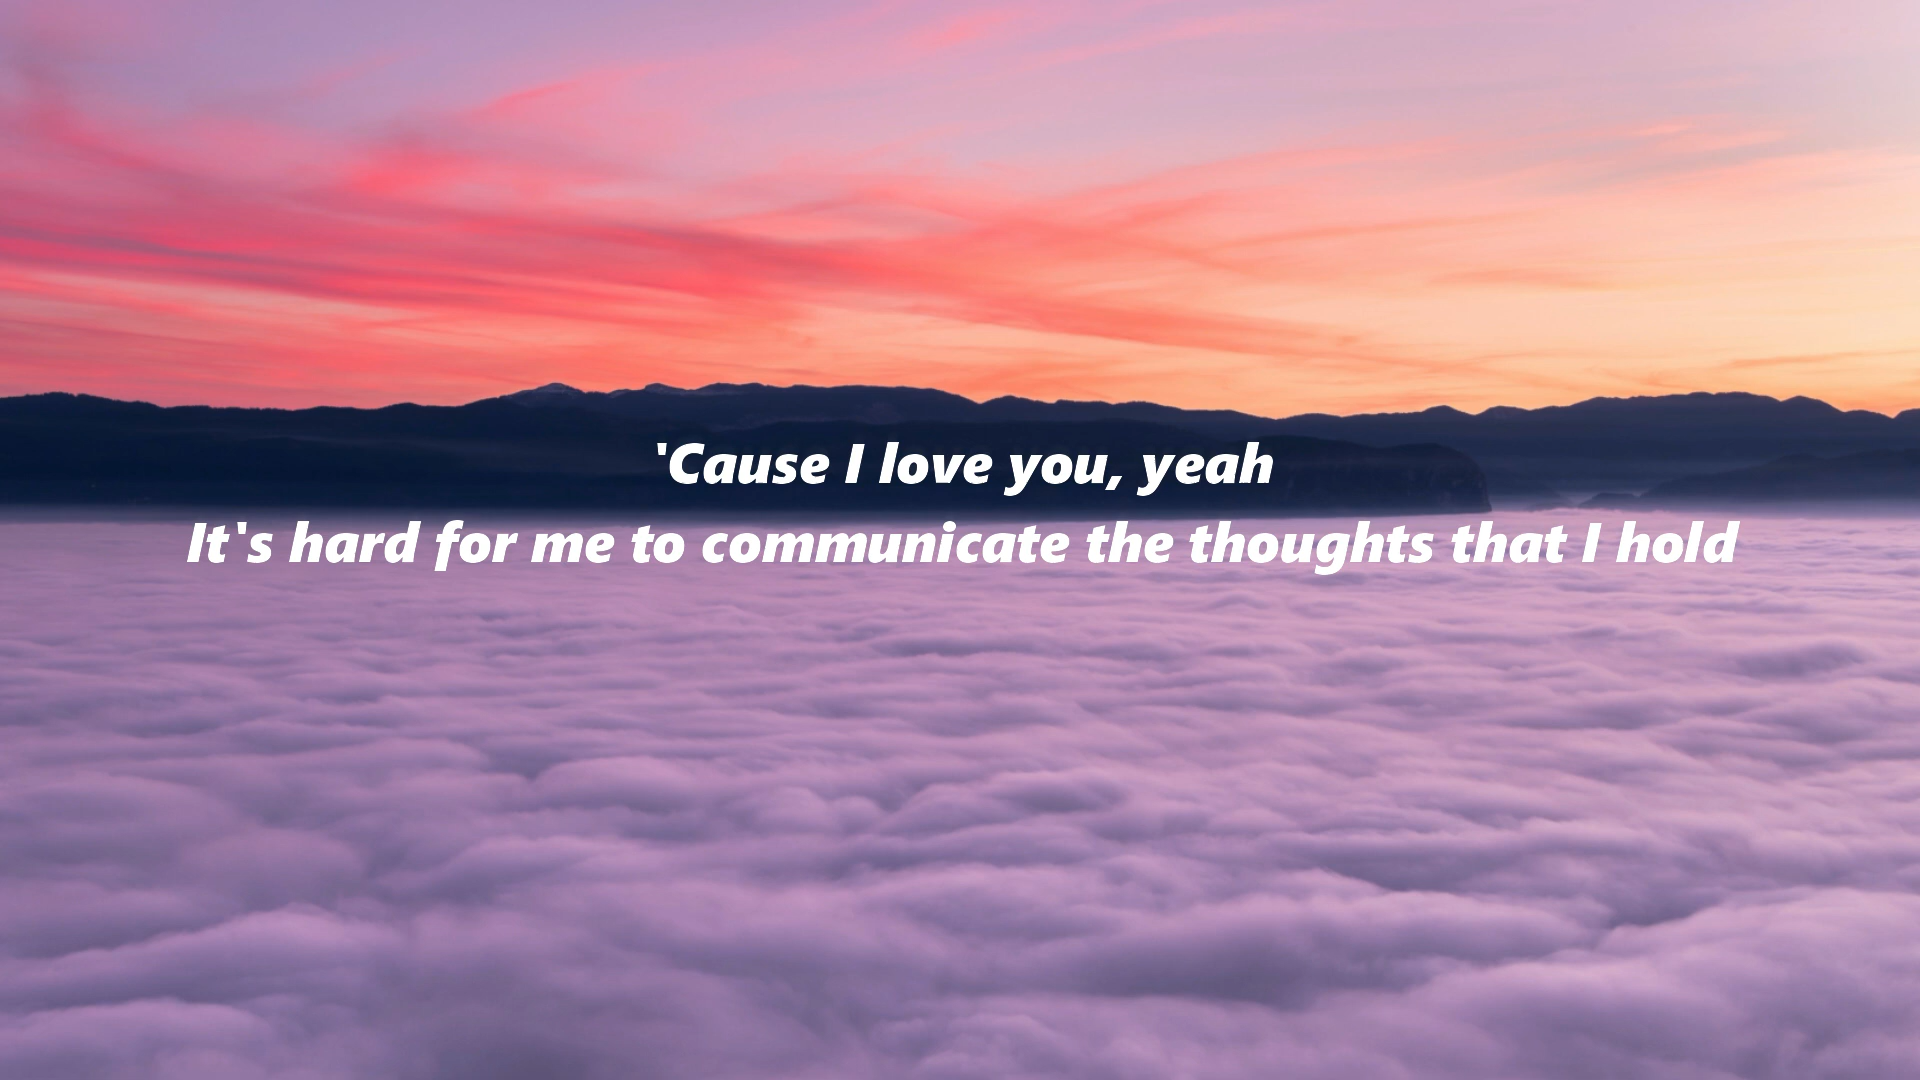 'Cause I love you, yeah
It's hard for me to communicate the thoughts that I hold